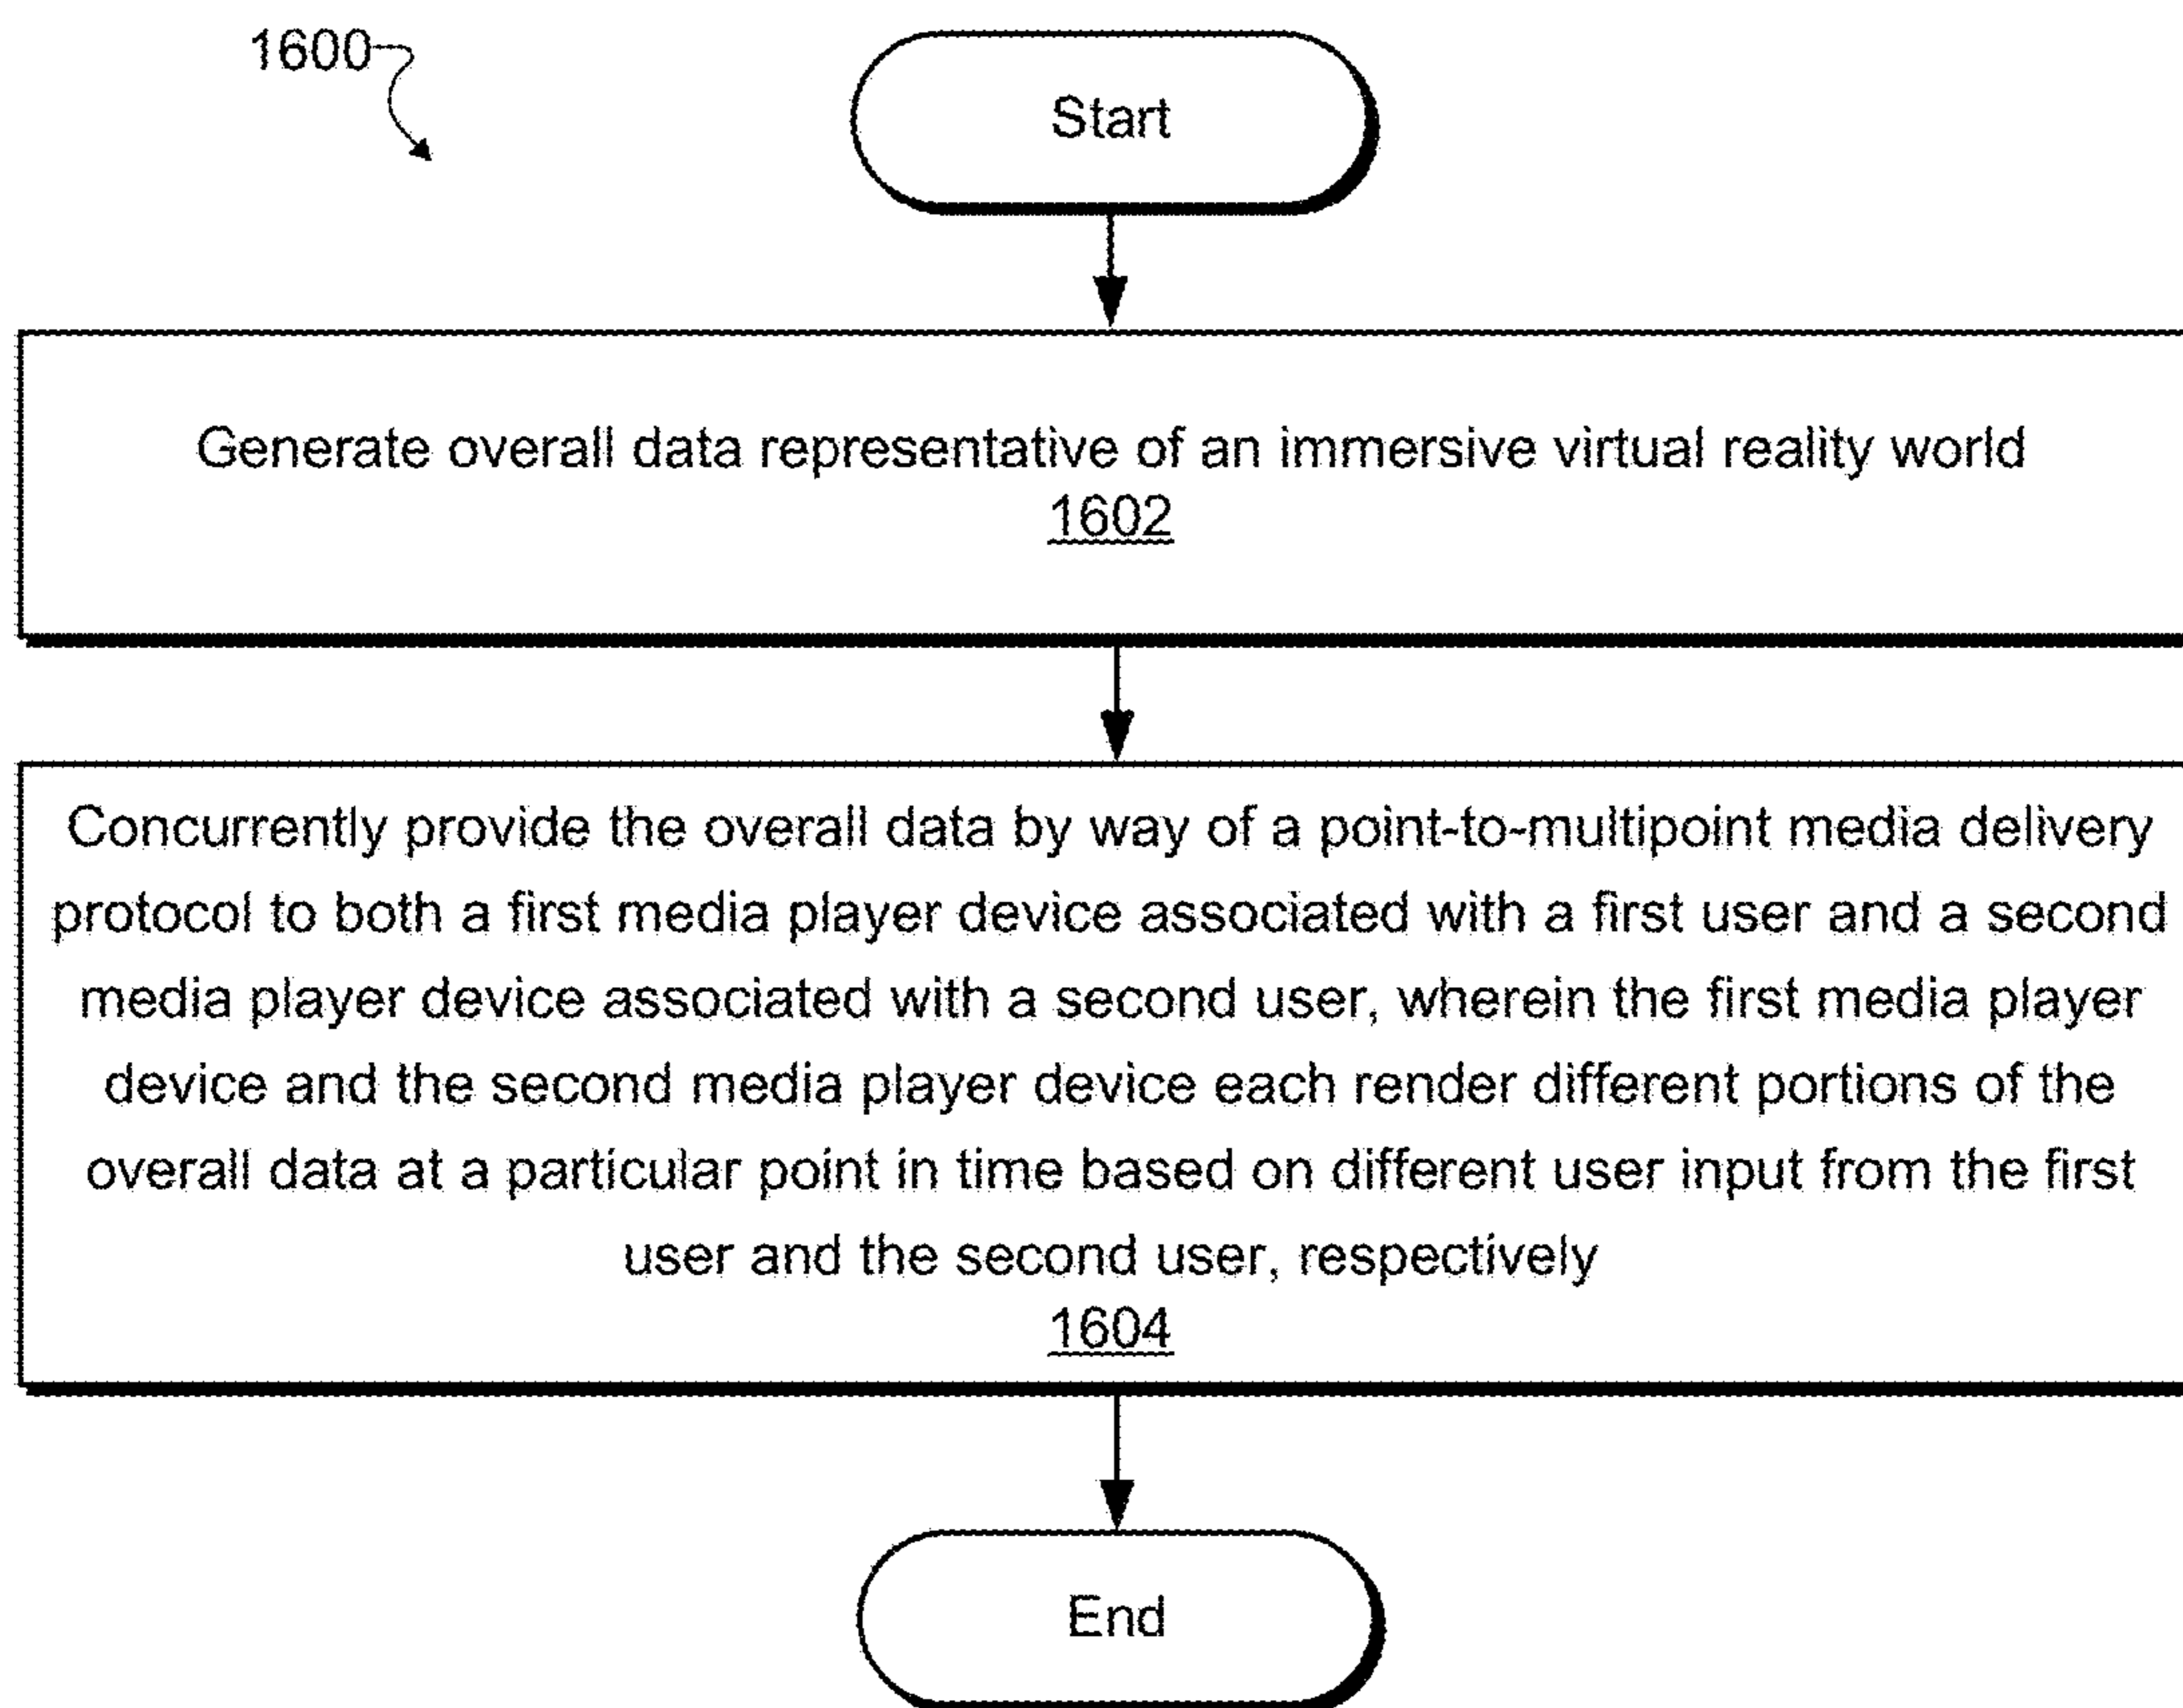 1600
Start
Generate overall data representative of an immersive virtual reality world
1602
Concurrently provide the overall data by way of a point-to-multipoint media delivery
protocol to both a first media player device associated with a first user and a second
media player device associated with a second user, wherein the first media player
device and the second media player device each render different portions of the
overall data at a particular point in time based on different user input from the first
user and the second user, respectively
1604
End